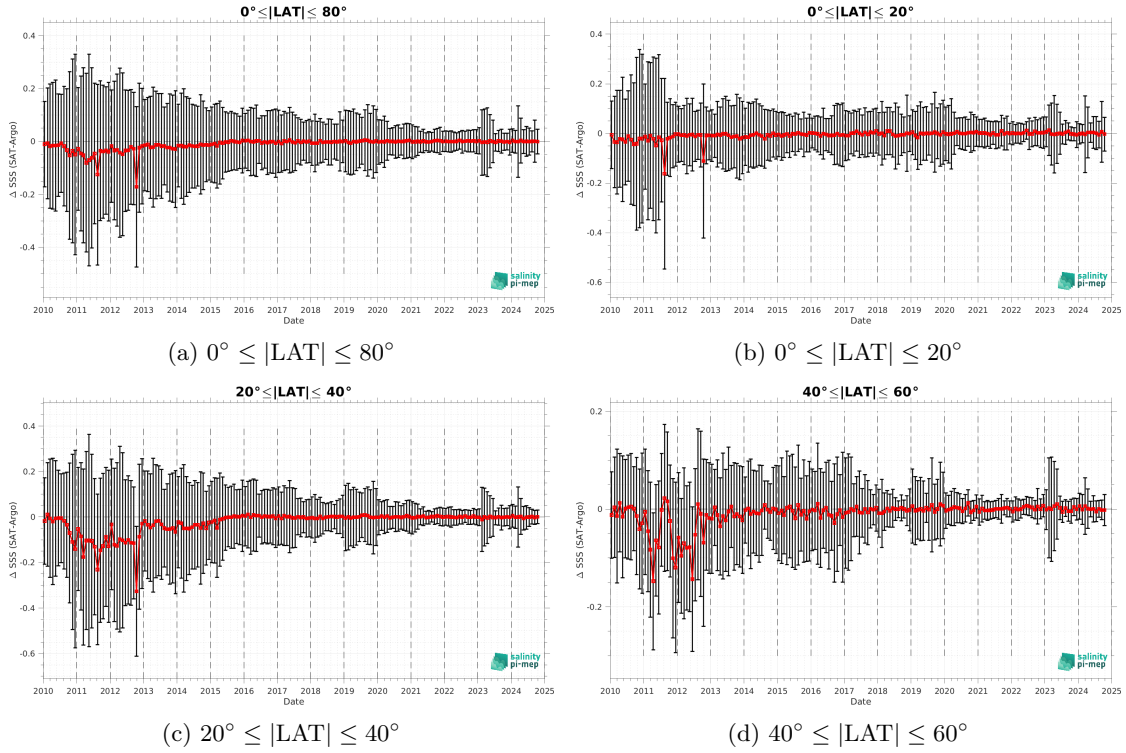 0°≤|LAT|≤ 80°
0.4
0.2
0
-0.2
-0.4
Δ SSS (SAT-Argo)
2010 2011 2012 2013 2014 2015 2016 2017 2018 2019 2020 2021 2022 2023 2024 2025
Date
salinity
pi-mep
(a) 0° ≤ |LAT| ≤ 80°
0°≤|LAT|≤ 20°
0.4
0.2
0
-0.2
-0.4
-0.6
Δ SSS (SAT-Argo)
2010 2011 2012 2013 2014 2015 2016 2017 2018 2019 2020 2021 2022 2023 2024 2025
Date
salinity
pi-mep
(b) 0° ≤ |LAT| ≤ 20°
20°≤|LAT|≤ 40°
0.4
0.2
0
-0.2
-0.4
-0.6
Δ SSS (SAT-Argo)
2010 2011 2012 2013 2014 2015 2016 2017 2018 2019 2020 2021 2022 2023 2024 2025
Date
salinity
pi-mep
(c) 20° ≤ |LAT| ≤ 40°
40°≤|LAT|≤ 60°
0.2
0.1
0
-0.1
-0.2
Δ SSS (SAT-Argo)
2010 2011 2012 2013 2014 2015 2016 2017 2018 2019 2020 2021 2022 2023 2024 2025
Date
salinity
pi-mep
(d) 40° ≤ |LAT| ≤ 60°